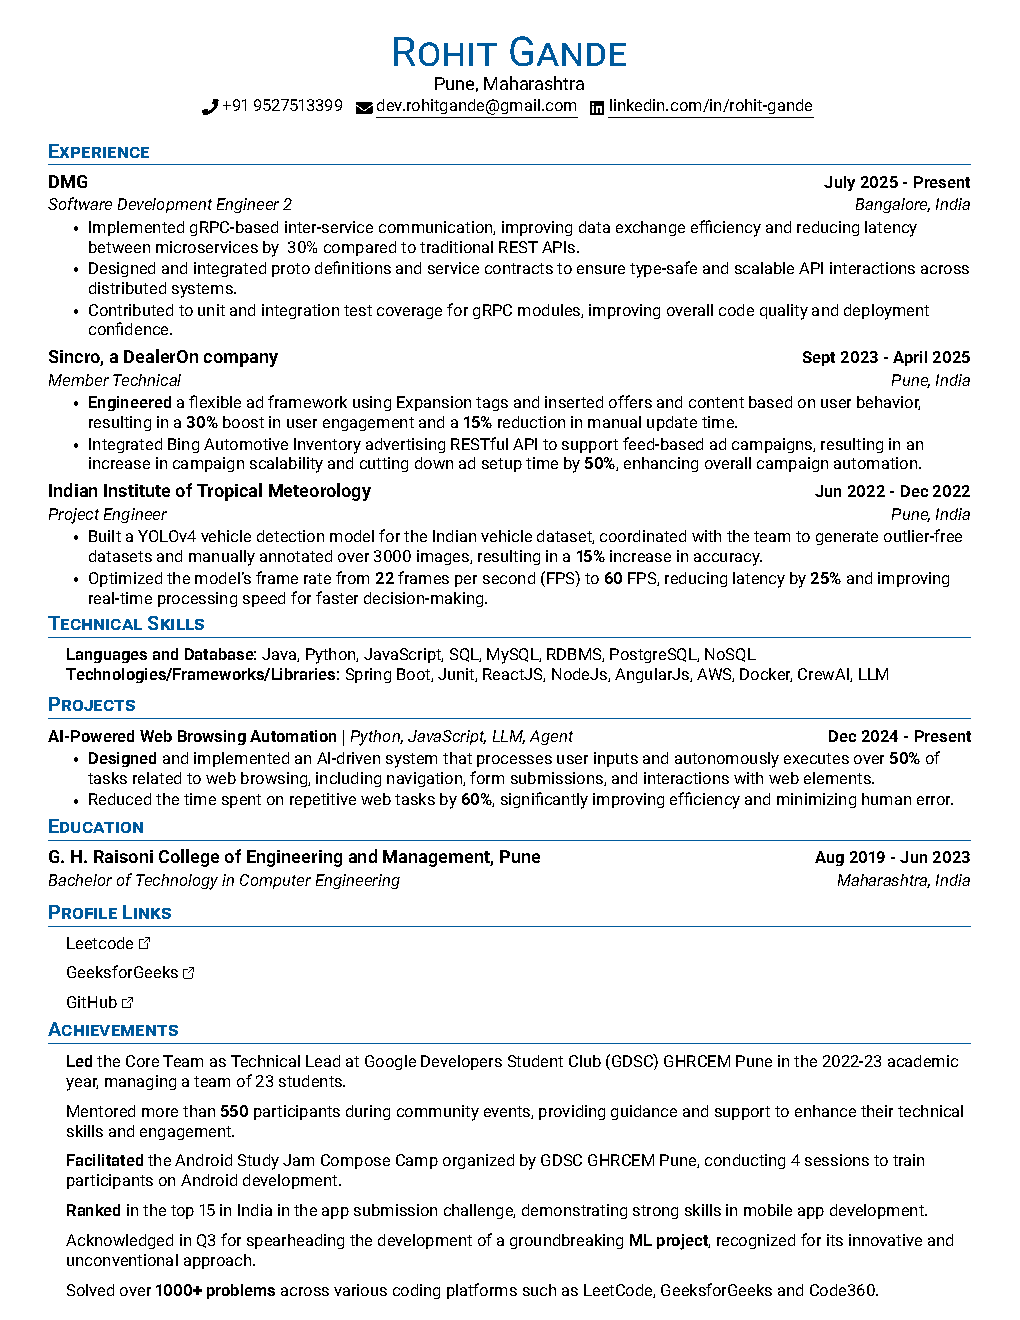 Rohit Gande
Pune, Maharashtra
+91 9527513399 dev.rohitgande@gmail.com linkedin.com/in/rohit-gande
Experience
DMG July 2025 - Present
Software Development Engineer 2 Bangalore, India
• Implemented gRPC-based inter-service communication, improving data exchange efficiency and reducing latency
between microservices by 30% compared to traditional REST APIs.
• Designed and integrated proto definitions and service contracts to ensure type-safe and scalable API interactions across
distributed systems.
• Contributed to unit and integration test coverage for gRPC modules, improving overall code quality and deployment
confidence.
Sincro, a DealerOn company Sept 2023 - April 2025
Member Technical Pune, India
• Engineered a flexible ad framework using Expansion tags and inserted offers and content based on user behavior,
resulting in a 30% boost in user engagement and a 15% reduction in manual update time.
• Integrated Bing Automotive Inventory advertising RESTful API to support feed-based ad campaigns, resulting in an
increase in campaign scalability and cutting down ad setup time by 50%, enhancing overall campaign automation.
Indian Institute of Tropical Meteorology Jun 2022 - Dec 2022
Project Engineer Pune, India
• Built a YOLOv4 vehicle detection model for the Indian vehicle dataset, coordinated with the team to generate outlier-free
datasets and manually annotated over 3000 images, resulting in a 15% increase in accuracy.
• Optimized the model's frame rate from 22 frames per second (FPS) to 60 FPS, reducing latency by 25% and improving
real-time processing speed for faster decision-making.
Technical Skills
Languages and Database: Java, Python, JavaScript, SQL, MySQL, RDBMS, PostgreSQL, NoSQL
Technologies/Frameworks/Libraries: Spring Boot, Junit, ReactJS, NodeJs, AngularJs, AWS, Docker, CrewAI, LLM
Projects
AI-Powered Web Browsing Automation | Python, JavaScript, LLM, Agent Dec 2024 - Present
• Designed and implemented an AI-driven system that processes user inputs and autonomously executes over 50% of
tasks related to web browsing, including navigation, form submissions, and interactions with web elements.
• Reduced the time spent on repetitive web tasks by 60%, significantly improving efficiency and minimizing human error.
Education
G. H. Raisoni College of Engineering and Management, Pune Aug 2019 - Jun 2023
Bachelor of Technology in Computer Engineering Maharashtra, India
Profile Links
Leetcode
GeeksforGeeks
GitHub
Achievements
Led the Core Team as Technical Lead at Google Developers Student Club (GDSC) GHRCEM Pune in the 2022-23 academic
year, managing a team of 23 students.
Mentored more than 550 participants during community events, providing guidance and support to enhance their technical
skills and engagement.
Facilitated the Android Study Jam Compose Camp organized by GDSC GHRCEM Pune, conducting 4 sessions to train
participants on Android development.
Ranked in the top 15 in India in the app submission challenge, demonstrating strong skills in mobile app development.
Acknowledged in Q3 for spearheading the development of a groundbreaking ML project, recognized for its innovative and
unconventional approach.
Solved over 1000+ problems across various coding platforms such as LeetCode, GeeksforGeeks and Code360.